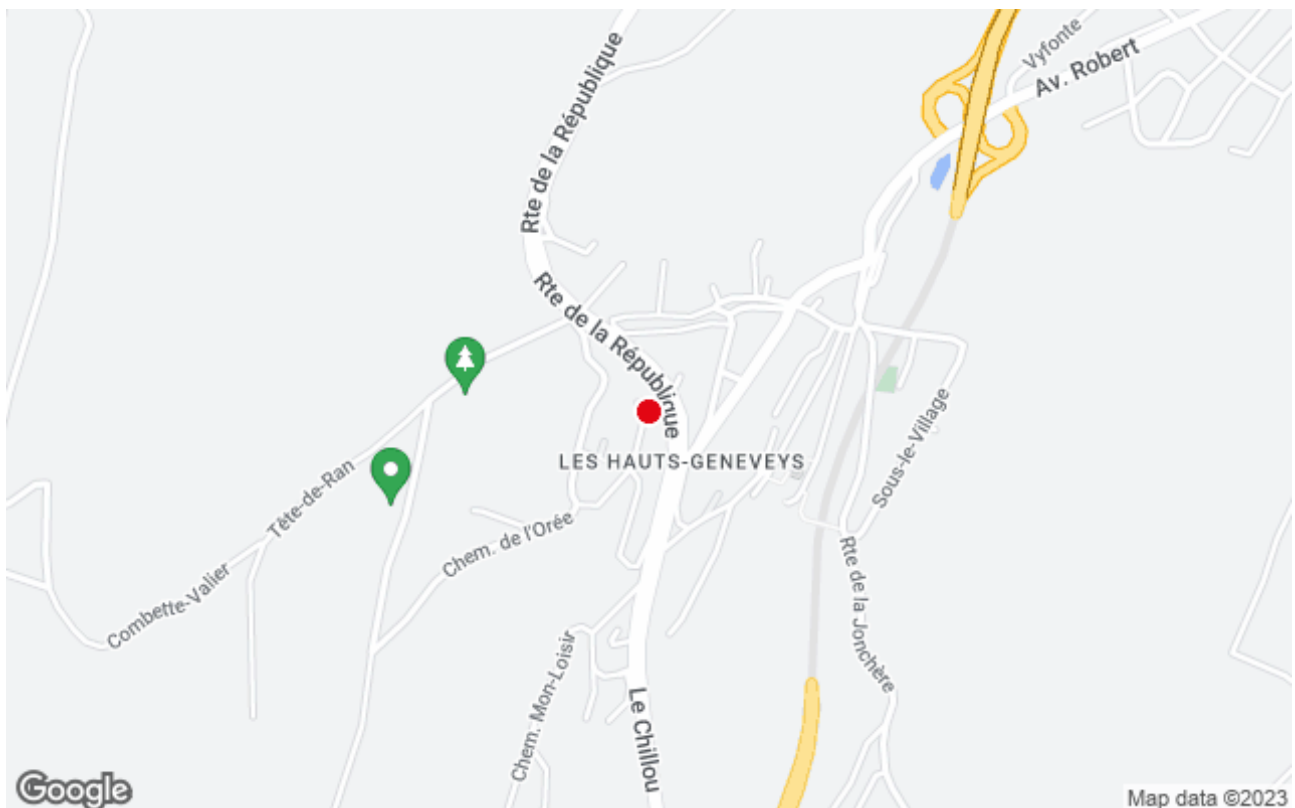 Vyfonte
Av. Robert
Rte de la République
Rte de la République
LES HAUTS-GENEVEYS
Sous-le-Village
Tête-de-Ran
Chem. de l'Orée
Combette-Valier
Rte de la Jonchère
Chem. Mon-Loisir
Le Chillou
Google
Map data ©2023